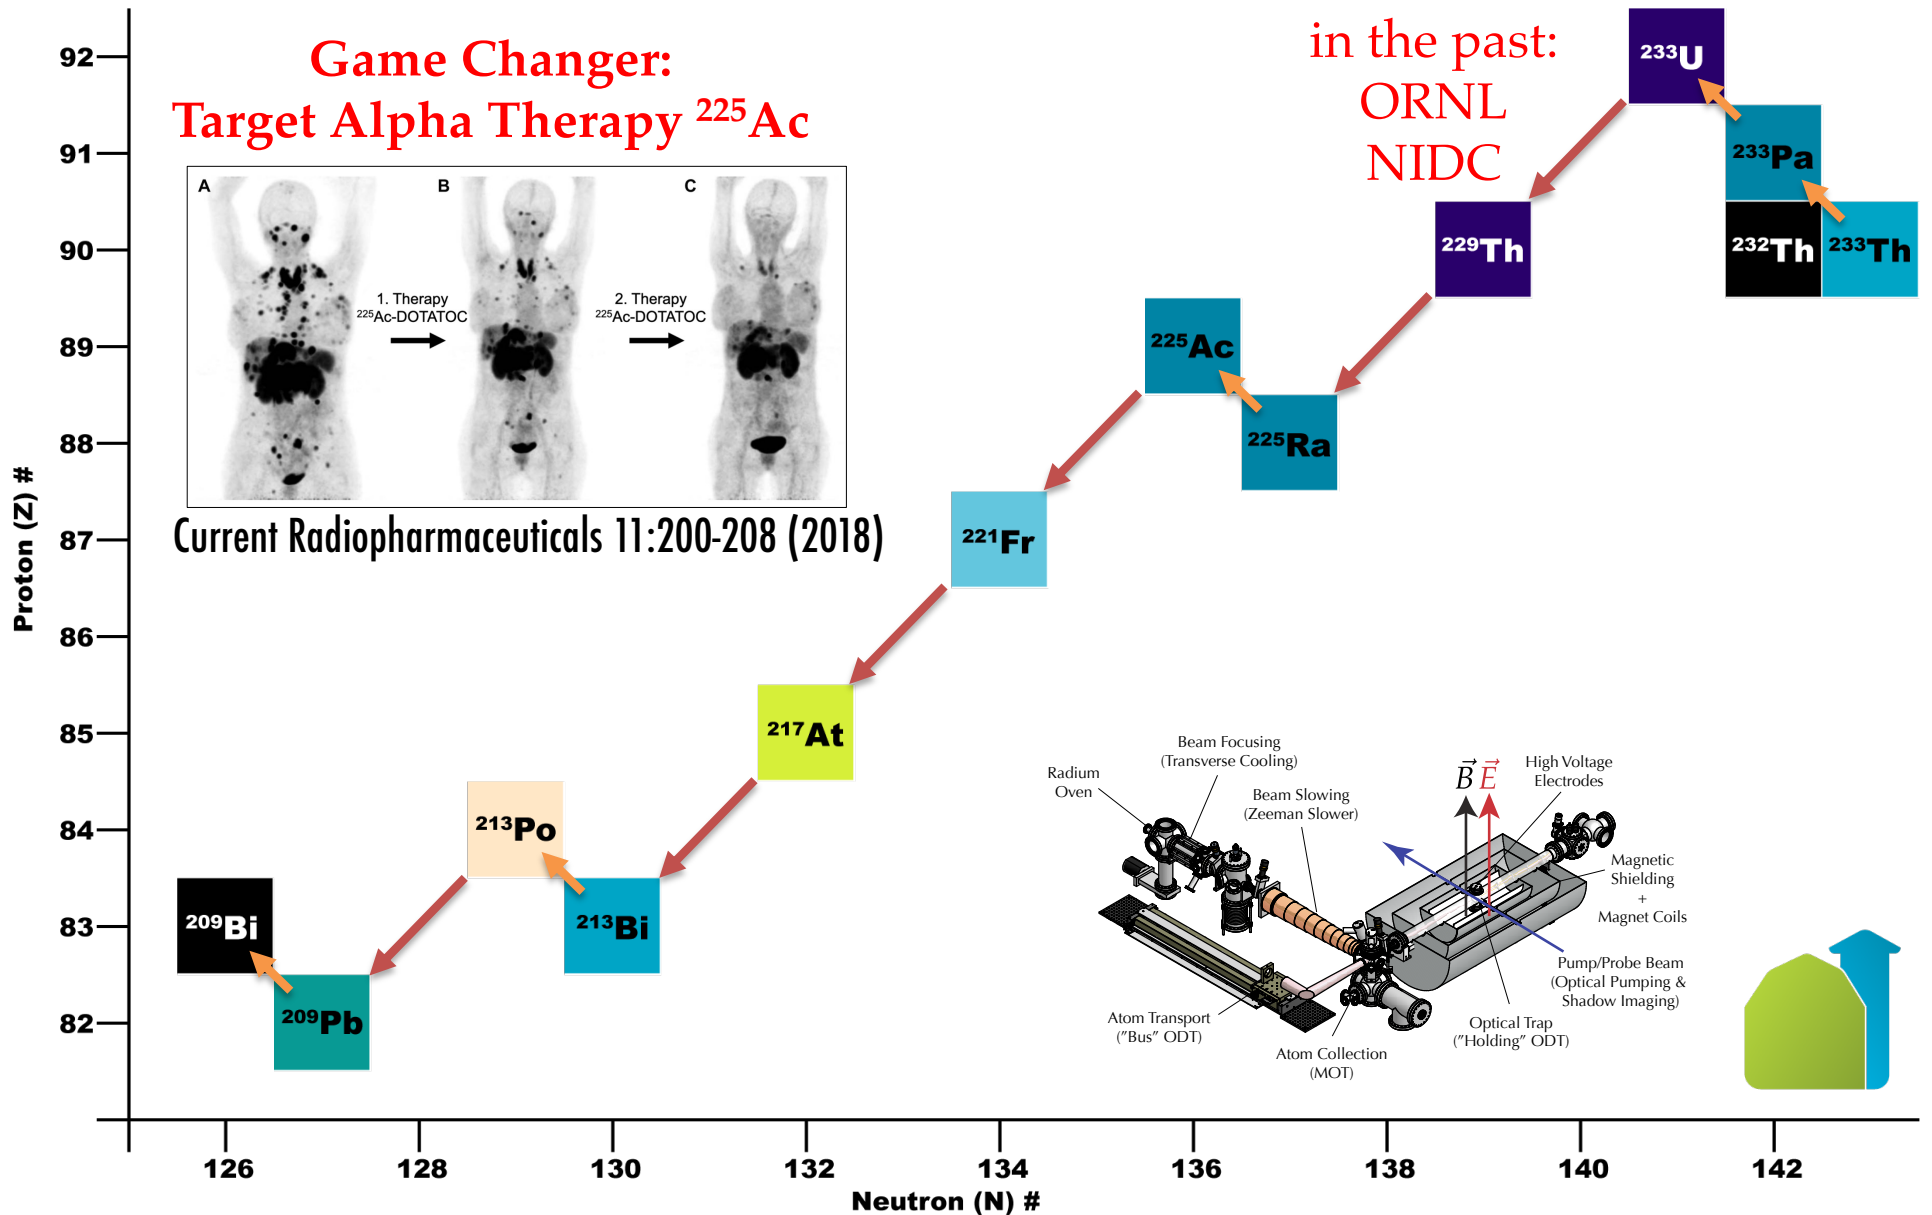 Game Changer:
Target Alpha Therapy ²²⁵Ac
in the past:
ORNL
NIDC
A
B
C
1. Therapy
²²⁵Ac-DOTATOC
2. Therapy
²²⁵Ac-DOTATOC
Current Radiopharmaceuticals 11:200-208 (2018)
Proton (Z) #
92
91
90
89
88
87
86
85
84
83
82
²³³U
²³³Pa
²²⁹Th
²³²Th
²³³Th
²²⁵Ac
²²⁵Ra
²²¹Fr
²¹⁷At
²¹³Po
²⁰⁹Bi
²¹³Bi
²⁰⁹Pb
Radium
Oven
Beam Focusing
(Transverse Cooling)
Beam Slowing
(Zeeman Slower)
B⃗ E⃗
High Voltage
Electrodes
Magnetic
Shielding
+
Magnet Coils
Pump/Probe Beam
(Optical Pumping &
Shadow Imaging)
Optical Trap
("Holding" ODT)
Atom Transport
("Bus" ODT)
Atom Collection
(MOT)
126
128
130
132
134
136
138
140
142
Neutron (N) #